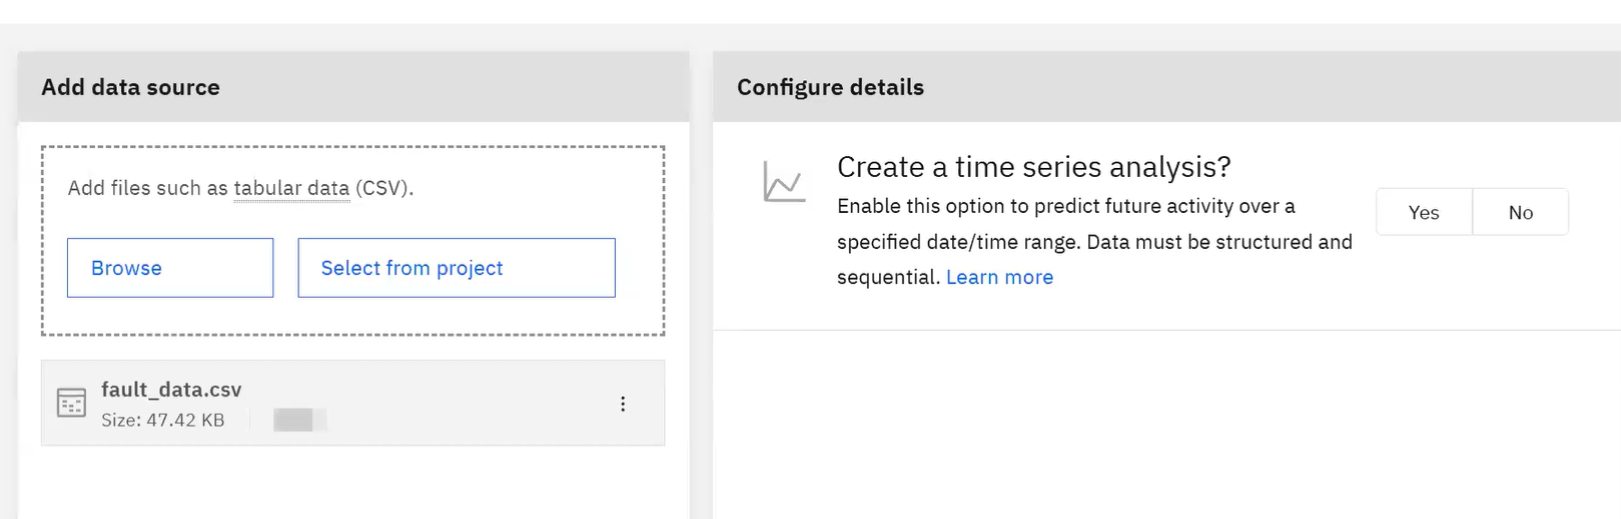 Add data source
Add files such as tabular data (CSV).
Browse
Select from project
fault_data.csv
Size: 47.42 KB
Configure details
Create a time series analysis?
Enable this option to predict future activity over a
specified date/time range. Data must be structured and
sequential. Learn more
Yes
No